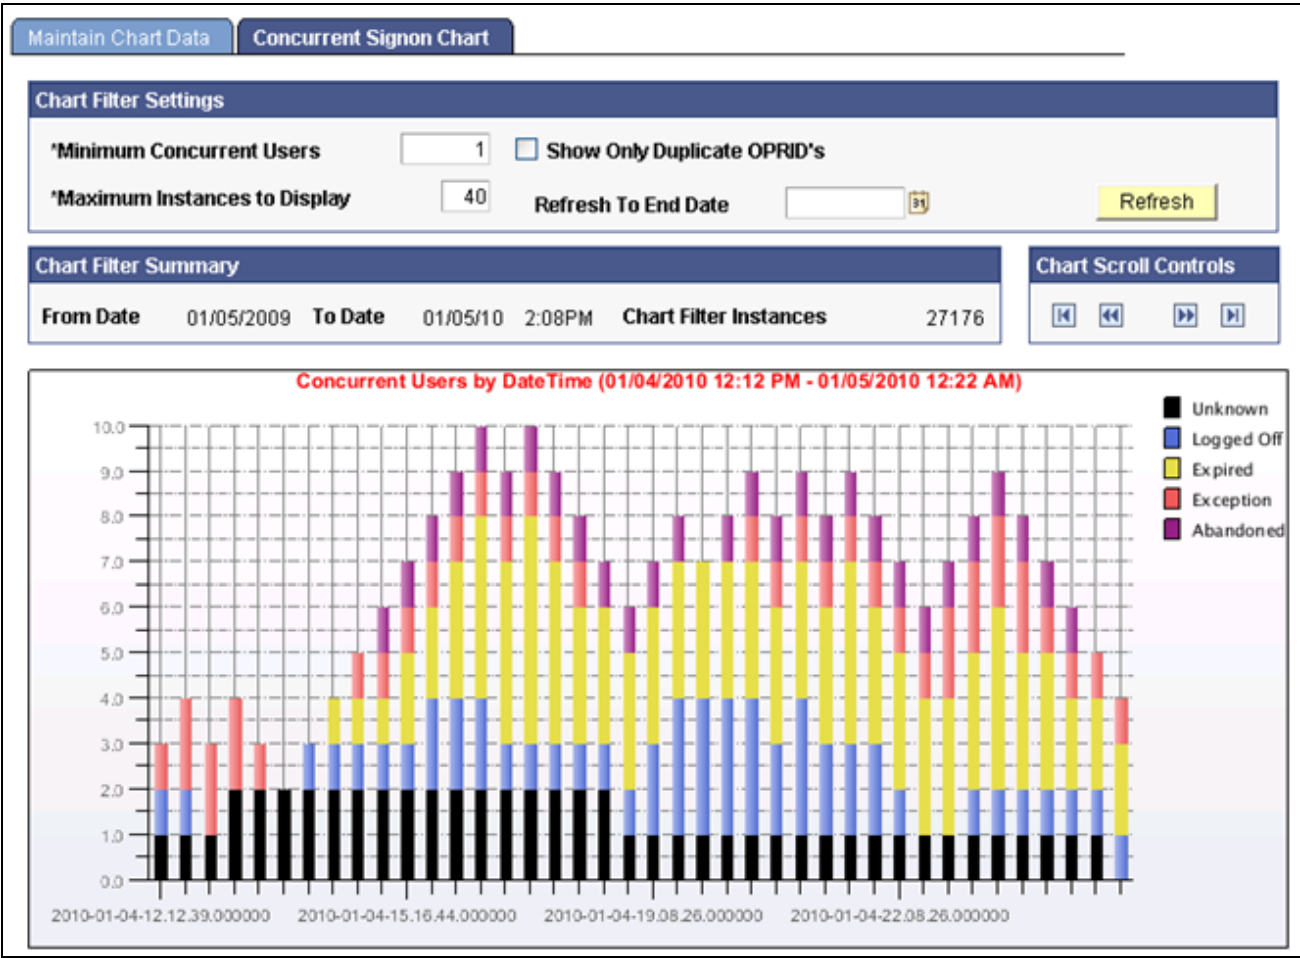 Maintain Chart Data Concurrent Signon Chart
Chart Filter Settings
*Minimum Concurrent Users 1 Show Only Duplicate OPRID's
*Maximum Instances to Display 40 Refresh To End Date 31 Refresh
Chart Filter Summary Chart Scroll Controls
From Date 01/05/2009 To Date 01/05/10 2:08PM Chart Filter Instances 27176
Concurrent Users by DateTime (01/04/2010 12:12 PM - 01/05/2010 12:22 AM)
Unknown
Logged Off
Expired
Exception
Abandoned
10.0
9.0
8.0
7.0
6.0
5.0
4.0
3.0
2.0
1.0
0.0
2010-01-04-12.12.39.000000 2010-01-04-15.16.44.000000 2010-01-04-19.08.26.000000 2010-01-04-22.08.26.000000